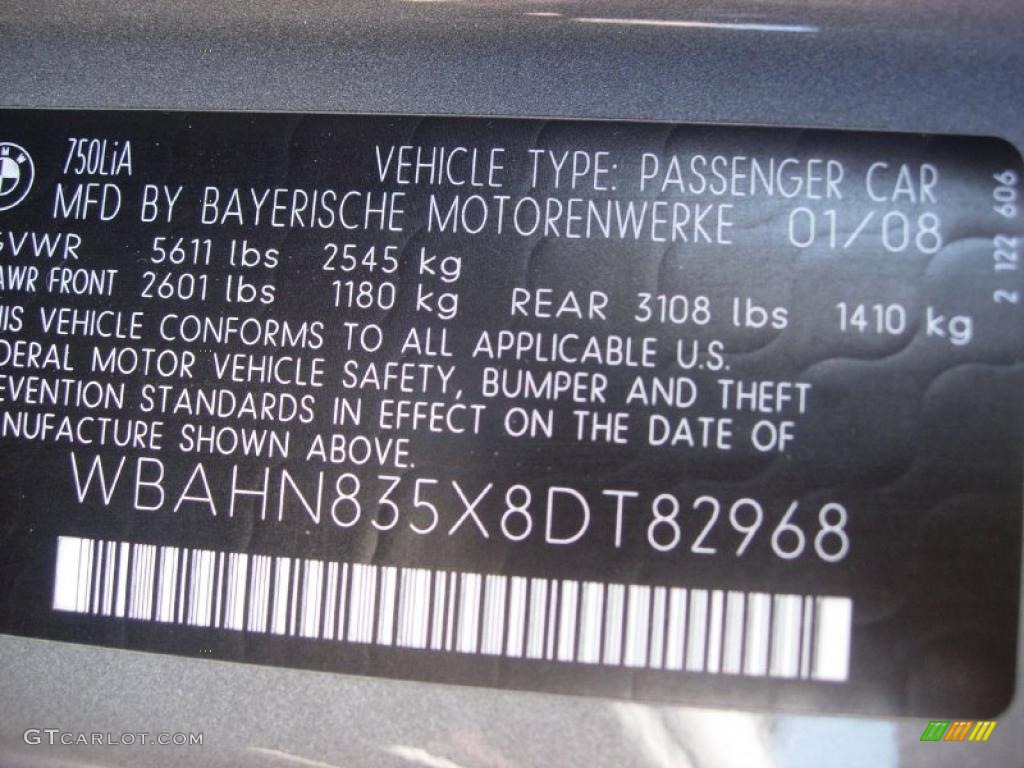 750LiA
VEHICLE TYPE: PASSENGER CAR
MFD BY BAYERISCHE MOTORENWERKE 01/08
GVWR 5611 lbs 2545 kg
AWR FRONT 2601 lbs 1180 kg REAR 3108 lbs 1410 kg
HIS VEHICLE CONFORMS TO ALL APPLICABLE U.S.
DERAL MOTOR VEHICLE SAFETY, BUMPER AND THEFT
EVENTION STANDARDS IN EFFECT ON THE DATE OF
NUFACTURE SHOWN ABOVE.
WBAHN835X8DT82968
2 122 606
GTCARLOT.COM